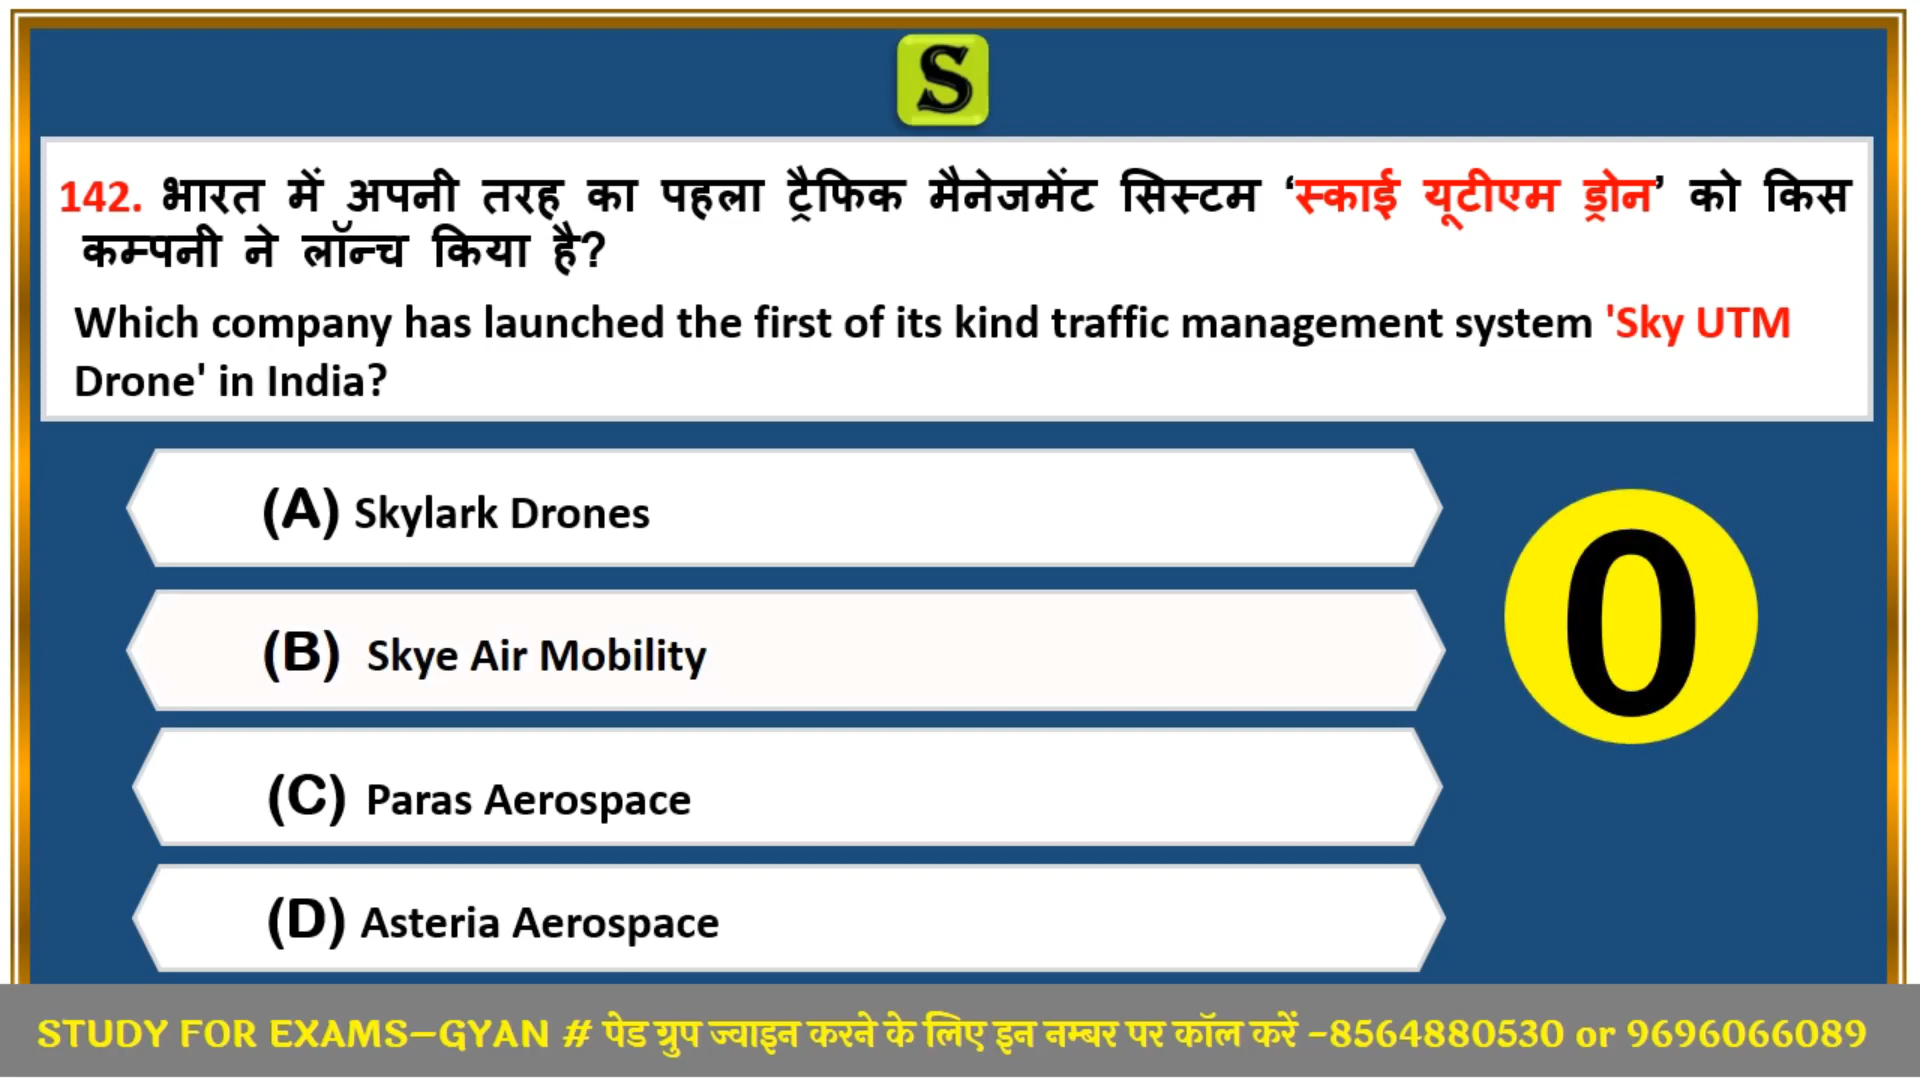 S
142. भारत में अपनी तरह का पहला ट्रैफिक मैनेजमेंट सिस्टम ‘स्काई यूटीएम ड्रोन’ को किस
कम्पनी ने लॉन्च किया है?
Which company has launched the first of its kind traffic management system 'Sky UTM
Drone' in India?
(A) Skylark Drones
(B) Skye Air Mobility
0
(C) Paras Aerospace
(D) Asteria Aerospace
STUDY FOR EXAMS–GYAN # पेड ग्रुप ज्वाइन करने के लिए इन नम्बर पर कॉल करें –8564880530 or 9696066089